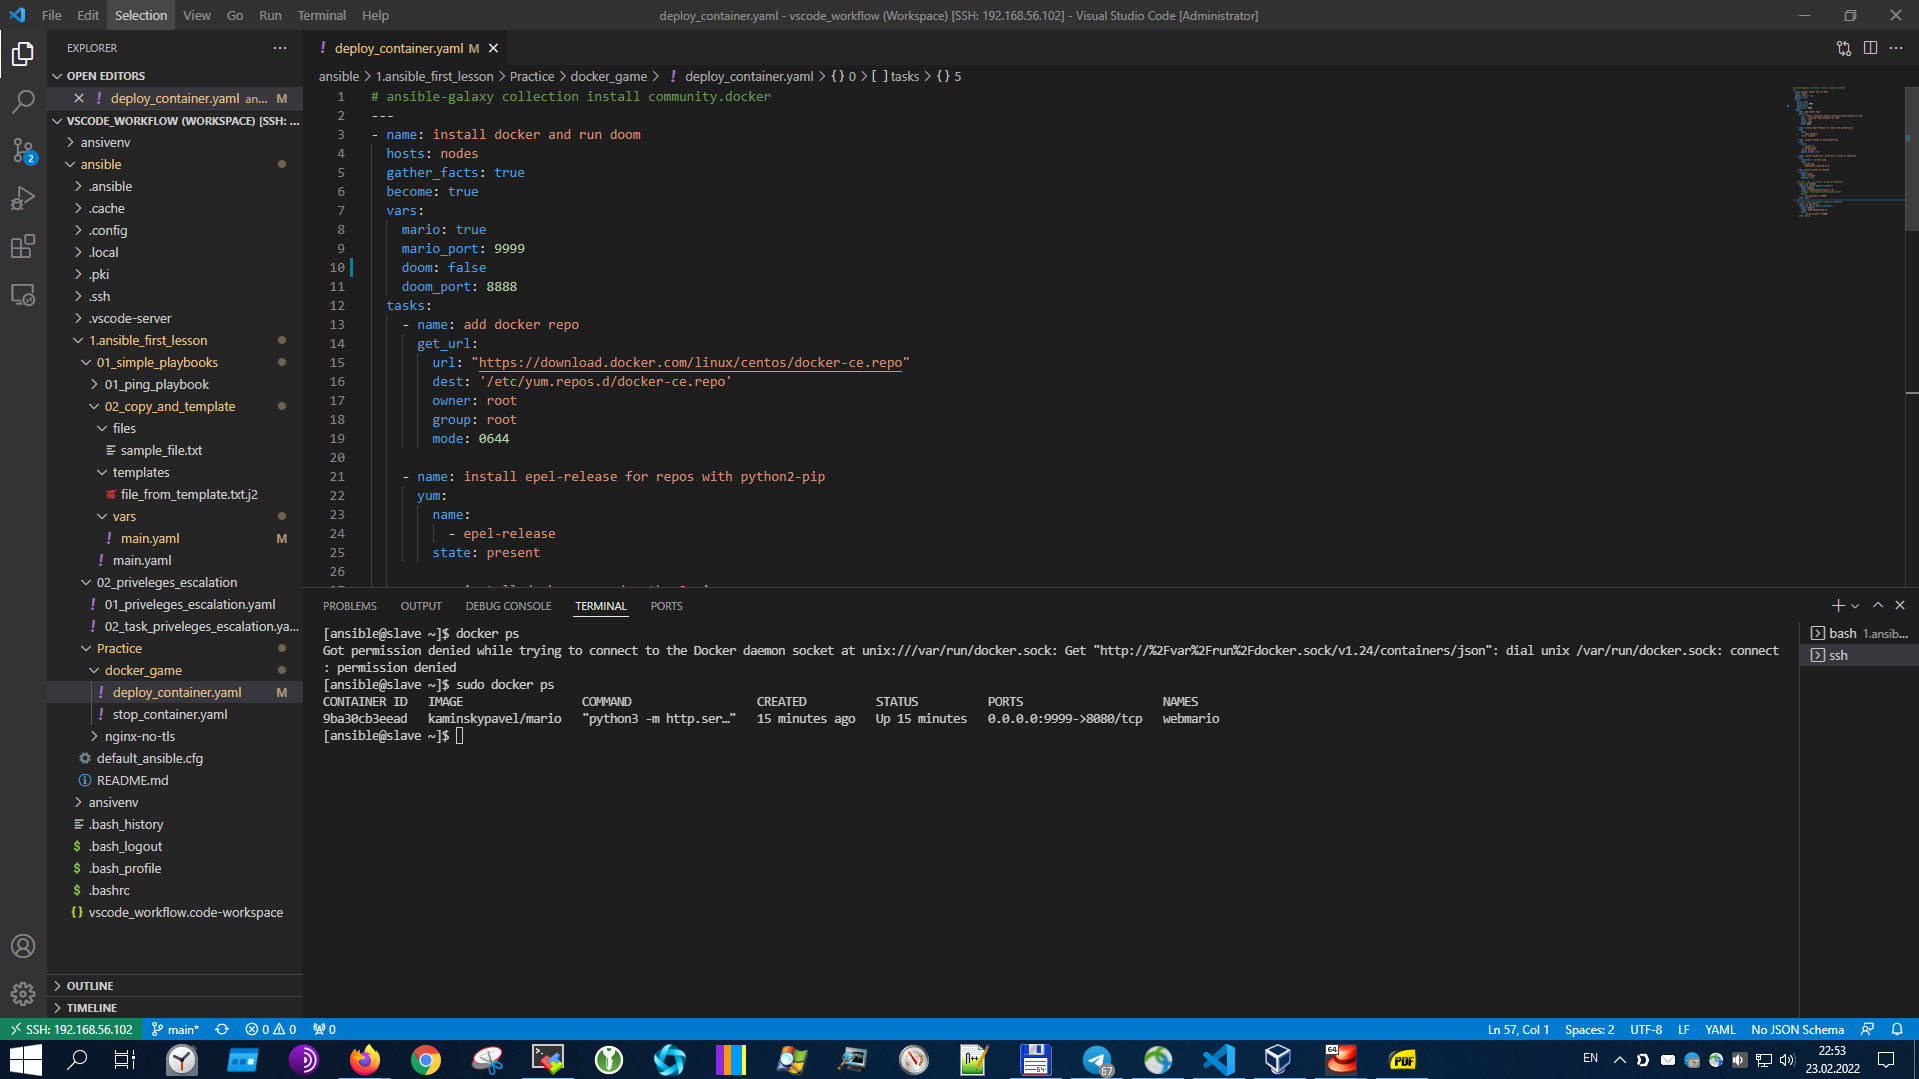 File Edit Selection View Go Run Terminal Help
deploy_container.yaml - vscode_workflow (Workspace) [SSH: 192.168.56.102] - Visual Studio Code [Administrator]
EXPLORER
OPEN EDITORS
deploy_container.yaml an... M
VSCODE_WORKFLOW (WORKSPACE) [SSH: ...
ansivenv
ansible
.ansible
.cache
.config
.local
.pki
.ssh
.vscode-server
1.ansible_first_lesson
01_simple_playbooks
01_ping_playbook
02_copy_and_template
files
sample_file.txt
templates
file_from_template.txt.j2
vars
main.yaml M
main.yaml
02_priveleges_escalation
01_priveleges_escalation.yaml
02_task_priveleges_escalation.ya...
Practice
docker_game
deploy_container.yaml M
stop_container.yaml
nginx-no-tls
default_ansible.cfg
README.md
ansivenv
.bash_history
.bash_logout
.bash_profile
.bashrc
vscode_workflow.code-workspace
OUTLINE
TIMELINE
2
deploy_container.yaml M
ansible > 1.ansible_first_lesson > Practice > docker_game > ! deploy_container.yaml > {} 0 > [ ] tasks > {} 5
1 # ansible-galaxy collection install community.docker
2 ---
3 - name: install docker and run doom
4 hosts: nodes
5 gather_facts: true
6 become: true
7 vars:
8 mario: true
9 mario_port: 9999
10 doom: false
11 doom_port: 8888
12 tasks:
13 - name: add docker repo
14 get_url:
15 url: "https://download.docker.com/linux/centos/docker-ce.repo"
16 dest: '/etc/yum.repos.d/docker-ce.repo'
17 owner: root
18 group: root
19 mode: 0644
20
21 - name: install epel-release for repos with python2-pip
22 yum:
23 name:
24 - epel-release
25 state: present
26
PROBLEMS OUTPUT DEBUG CONSOLE TERMINAL PORTS
[ansible@slave ~]$ docker ps
Got permission denied while trying to connect to the Docker daemon socket at unix:///var/run/docker.sock: Get "http://%2Fvar%2Frun%2Fdocker.sock/v1.24/containers/json": dial unix /var/run/docker.sock: connect
: permission denied
[ansible@slave ~]$ sudo docker ps
CONTAINER ID IMAGE COMMAND CREATED STATUS PORTS NAMES
9ba30cb3eead kaminskypavel/mario "python3 -m http.ser…" 15 minutes ago Up 15 minutes 0.0.0.0:9999->8080/tcp webmario
[ansible@slave ~]$
bash 1.ansib...
ssh
SSH: 192.168.56.102 main* 0 0 0
Ln 57, Col 1 Spaces: 2 UTF-8 LF YAML No JSON Schema
EN
22:53
23.02.2022
67
64
PDF